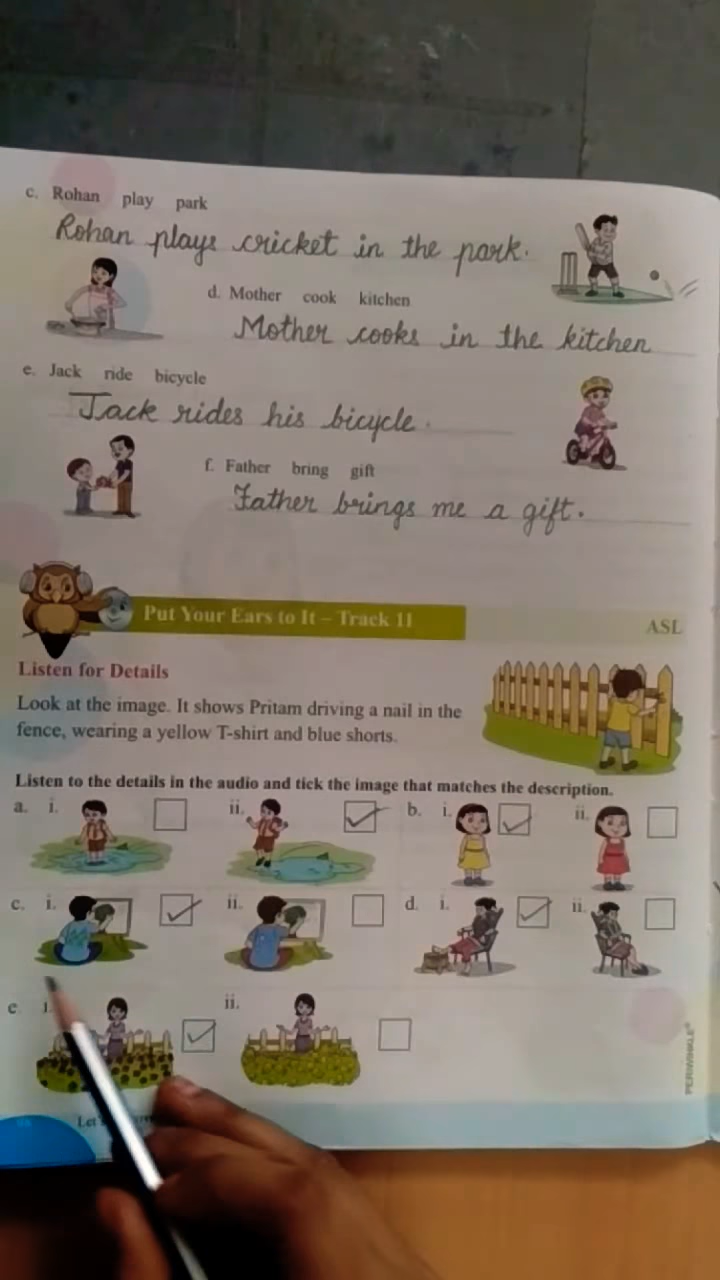 c. Rohan play park
Rohan plays cricket in the park.
d. Mother cook kitchen
Mother cooks in the kitchen
e. Jack ride bicycle
Jack rides his bicycle.
f. Father bring gift
Father brings me a gift.
Put Your Ears to It – Track 11
ASL
Listen for Details
Look at the image. It shows Pritam driving a nail in the
fence, wearing a yellow T-shirt and blue shorts.
Listen to the details in the audio and tick the image that matches the description.
a. i. ii. b. i. ii.
c. i. ii. d. i. ii.
e. i. ii.
PERIWINKLE